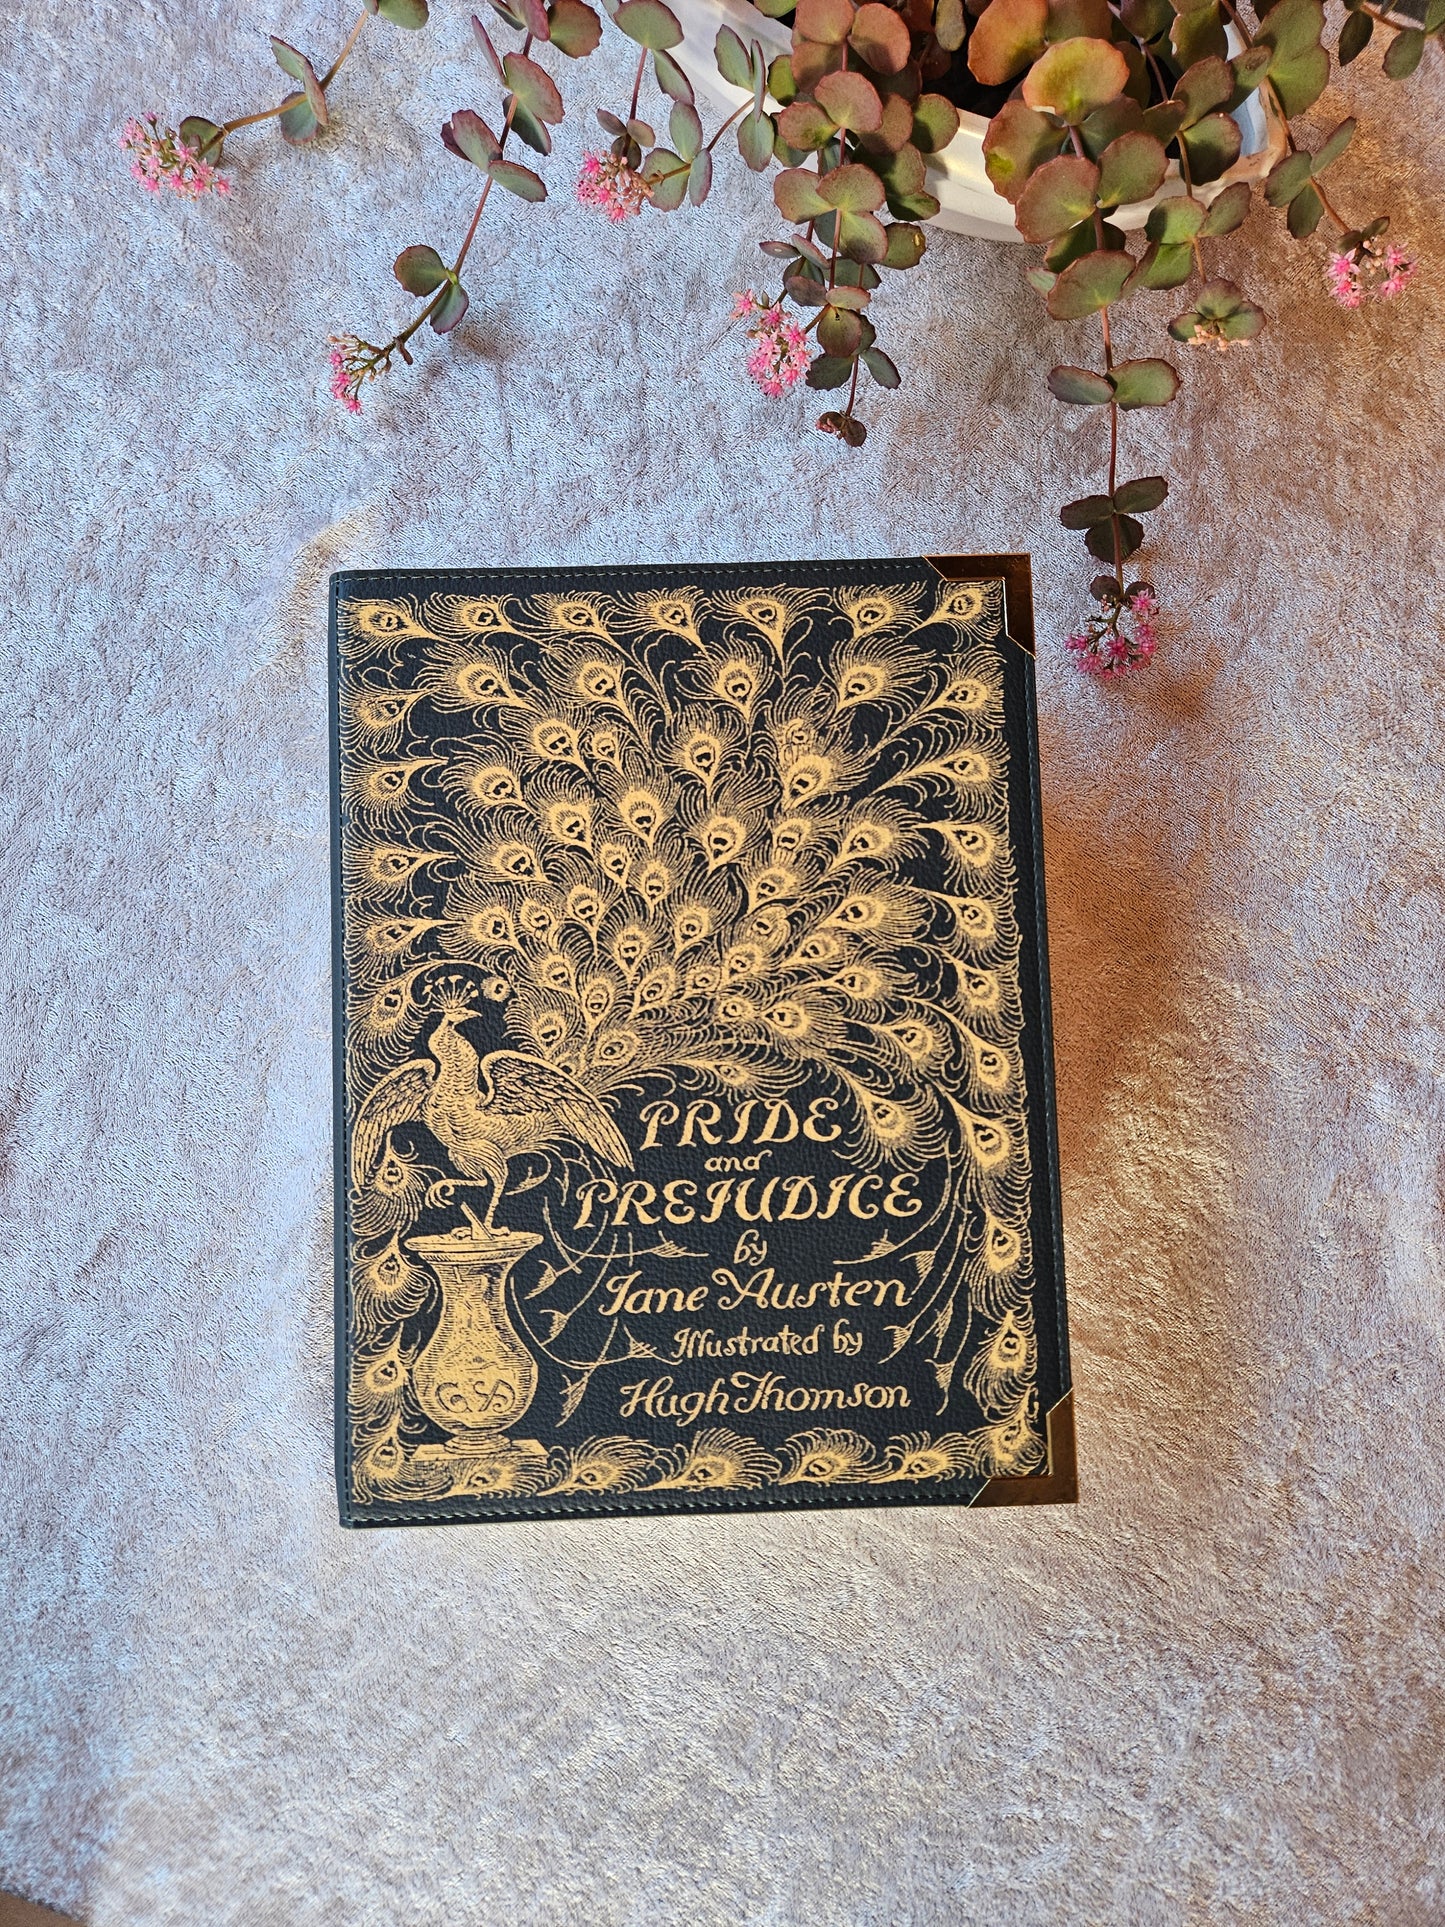 PRIDE
and
PREJUDICE
by
Jane Austen
Illustrated by
Hugh Thomson